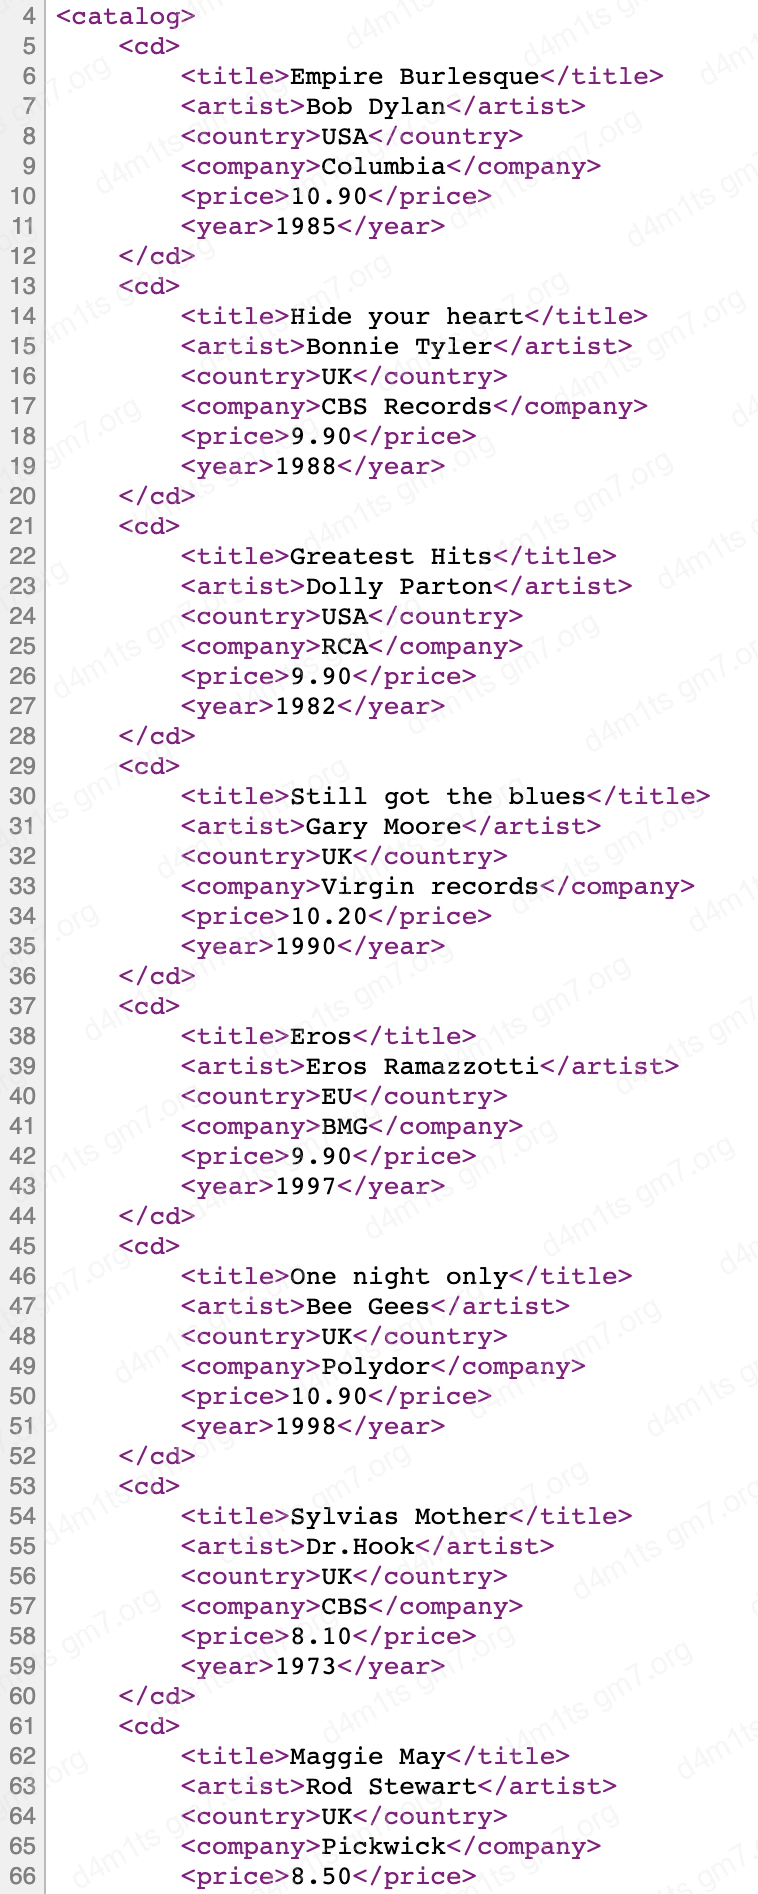 4 <catalog>
5 <cd>
6 <title>Empire Burlesque</title>
7 <artist>Bob Dylan</artist>
8 <country>USA</country>
9 <company>Columbia</company>
10 <price>10.90</price>
11 <year>1985</year>
12 </cd>
13 <cd>
14 <title>Hide your heart</title>
15 <artist>Bonnie Tyler</artist>
16 <country>UK</country>
17 <company>CBS Records</company>
18 <price>9.90</price>
19 <year>1988</year>
20 </cd>
21 <cd>
22 <title>Greatest Hits</title>
23 <artist>Dolly Parton</artist>
24 <country>USA</country>
25 <company>RCA</company>
26 <price>9.90</price>
27 <year>1982</year>
28 </cd>
29 <cd>
30 <title>Still got the blues</title>
31 <artist>Gary Moore</artist>
32 <country>UK</country>
33 <company>Virgin records</company>
34 <price>10.20</price>
35 <year>1990</year>
36 </cd>
37 <cd>
38 <title>Eros</title>
39 <artist>Eros Ramazzotti</artist>
40 <country>EU</country>
41 <company>BMG</company>
42 <price>9.90</price>
43 <year>1997</year>
44 </cd>
45 <cd>
46 <title>One night only</title>
47 <artist>Bee Gees</artist>
48 <country>UK</country>
49 <company>Polydor</company>
50 <price>10.90</price>
51 <year>1998</year>
52 </cd>
53 <cd>
54 <title>Sylvias Mother</title>
55 <artist>Dr.Hook</artist>
56 <country>UK</country>
57 <company>CBS</company>
58 <price>8.10</price>
59 <year>1973</year>
60 </cd>
61 <cd>
62 <title>Maggie May</title>
63 <artist>Rod Stewart</artist>
64 <country>UK</country>
65 <company>Pickwick</company>
66 <price>8.50</price>
d4m1ts gm7.org